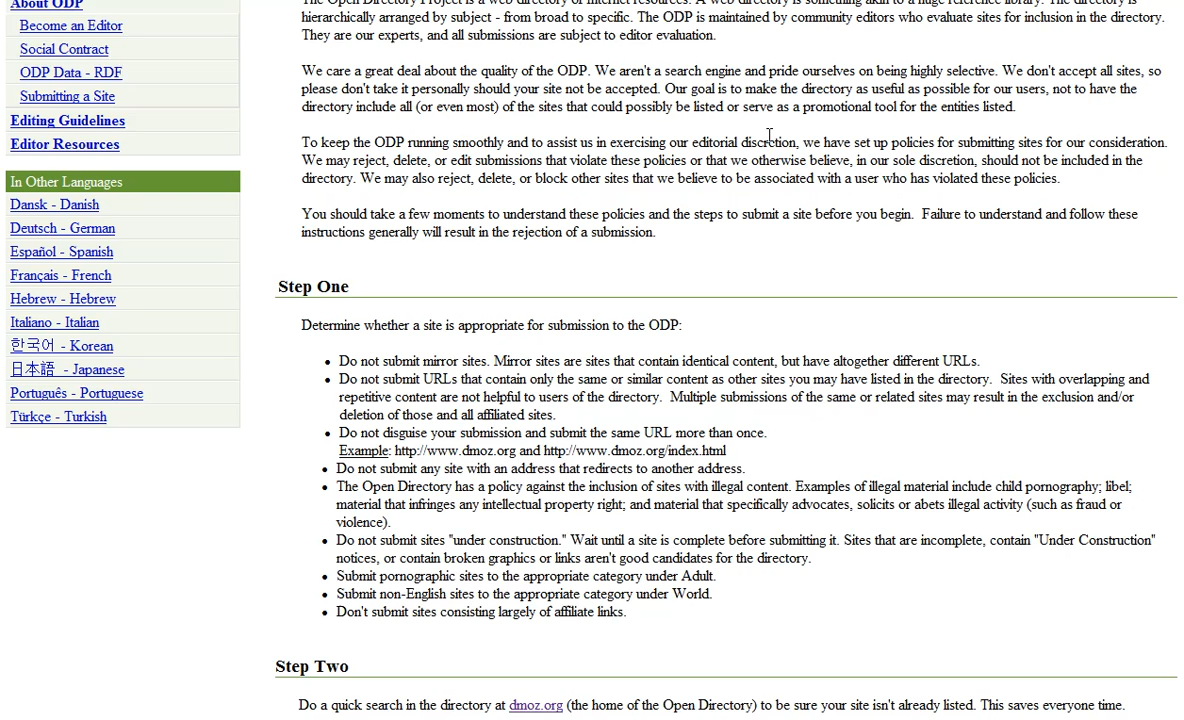 About ODP
Become an Editor
Social Contract
ODP Data - RDF
Submitting a Site
Editing Guidelines
Editor Resources
In Other Languages
Dansk - Danish
Deutsch - German
Español - Spanish
Français - French
Hebrew - Hebrew
Italiano - Italian
한국어 - Korean
日本語 - Japanese
Português - Portuguese
Türkçe - Turkish
The Open Directory Project is a web directory of Internet resources. A web directory is something akin to a huge reference library. The directory is
hierarchically arranged by subject - from broad to specific. The ODP is maintained by community editors who evaluate sites for inclusion in the directory.
They are our experts, and all submissions are subject to editor evaluation.
We care a great deal about the quality of the ODP. We aren't a search engine and pride ourselves on being highly selective. We don't accept all sites, so
please don't take it personally should your site not be accepted. Our goal is to make the directory as useful as possible for our users, not to have the
directory include all (or even most) of the sites that could possibly be listed or serve as a promotional tool for the entities listed.
To keep the ODP running smoothly and to assist us in exercising our editorial discretion, we have set up policies for submitting sites for our consideration.
We may reject, delete, or edit submissions that violate these policies or that we otherwise believe, in our sole discretion, should not be included in the
directory. We may also reject, delete, or block other sites that we believe to be associated with a user who has violated these policies.
You should take a few moments to understand these policies and the steps to submit a site before you begin. Failure to understand and follow these
instructions generally will result in the rejection of a submission.
Step One
Determine whether a site is appropriate for submission to the ODP:
• Do not submit mirror sites. Mirror sites are sites that contain identical content, but have altogether different URLs.
• Do not submit URLs that contain only the same or similar content as other sites you may have listed in the directory. Sites with overlapping and
repetitive content are not helpful to users of the directory. Multiple submissions of the same or related sites may result in the exclusion and/or
deletion of those and all affiliated sites.
• Do not disguise your submission and submit the same URL more than once.
Example: http://www.dmoz.org and http://www.dmoz.org/index.html
• Do not submit any site with an address that redirects to another address.
• The Open Directory has a policy against the inclusion of sites with illegal content. Examples of illegal material include child pornography; libel;
material that infringes any intellectual property right; and material that specifically advocates, solicits or abets illegal activity (such as fraud or
violence).
• Do not submit sites "under construction." Wait until a site is complete before submitting it. Sites that are incomplete, contain "Under Construction"
notices, or contain broken graphics or links aren't good candidates for the directory.
• Submit pornographic sites to the appropriate category under Adult.
• Submit non-English sites to the appropriate category under World.
• Don't submit sites consisting largely of affiliate links.
Step Two
Do a quick search in the directory at dmoz.org (the home of the Open Directory) to be sure your site isn't already listed. This saves everyone time.